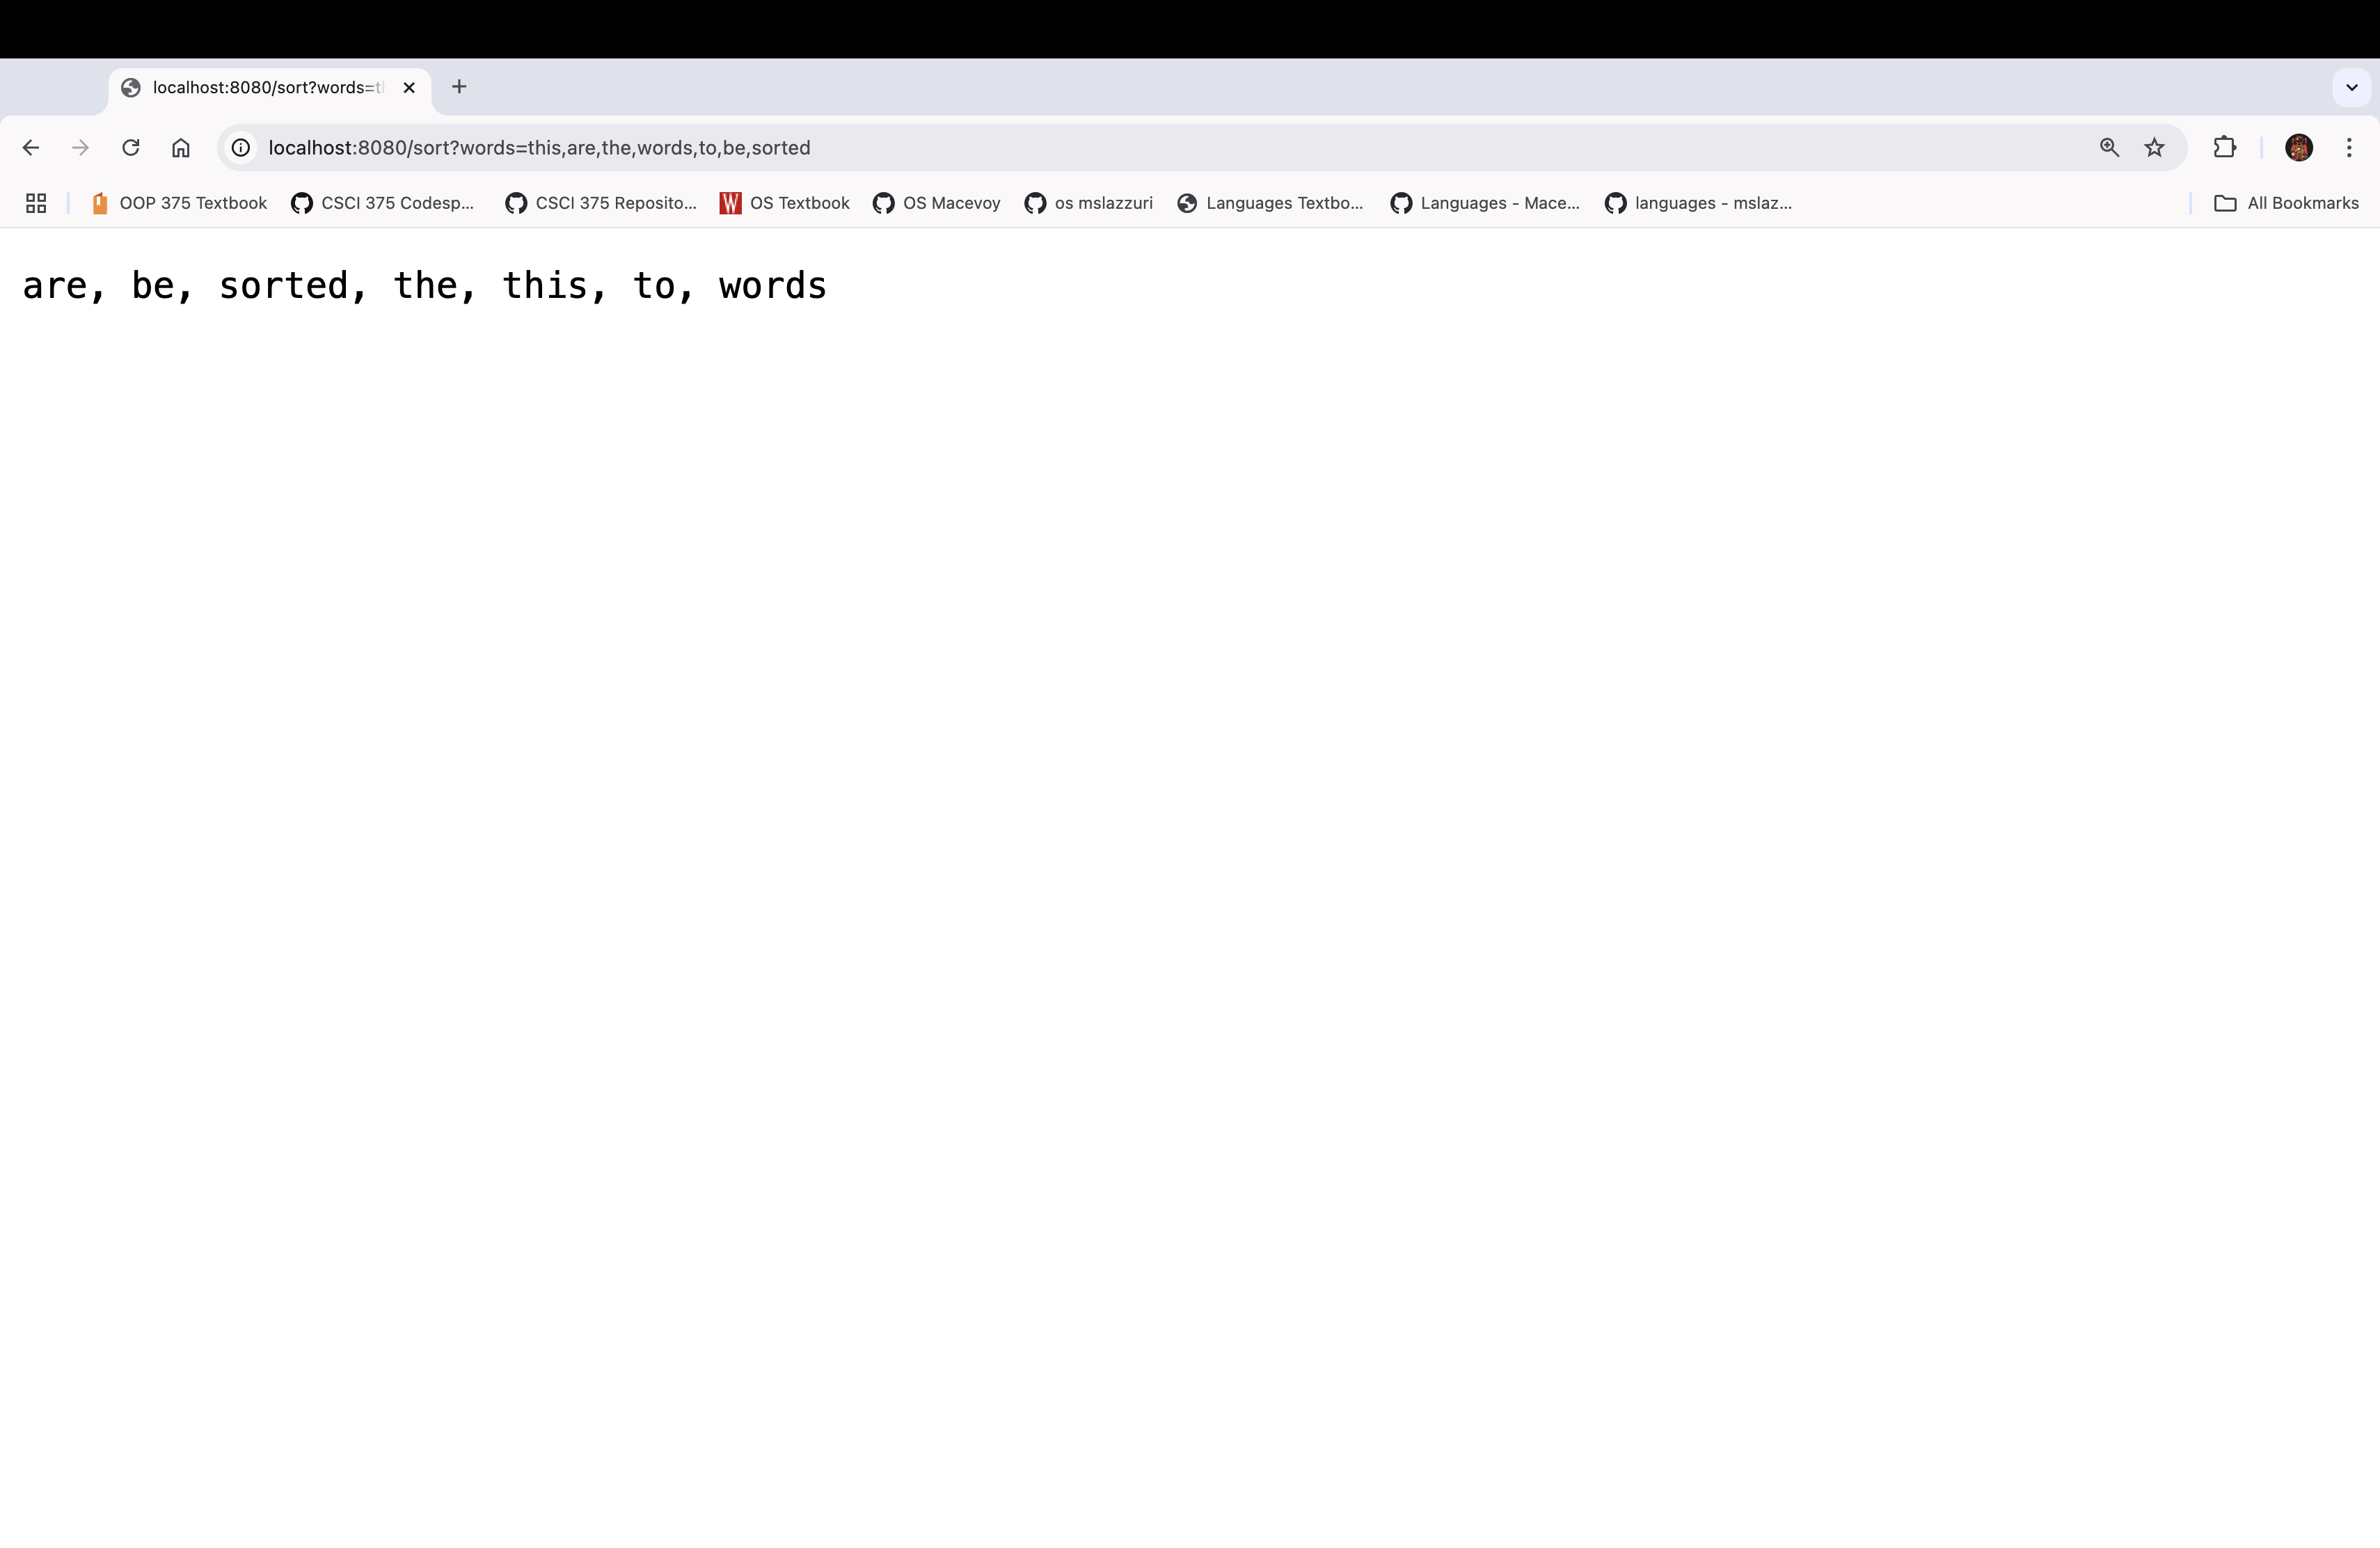 localhost:8080/sort?words=t
localhost:8080/sort?words=this,are,the,words,to,be,sorted
OOP 375 Textbook CSCI 375 Codesp... CSCI 375 Reposito... W OS Textbook OS Macevoy os mslazzuri Languages Textbo... Languages - Mace... languages - mslaz... All Bookmarks
are, be, sorted, the, this, to, words